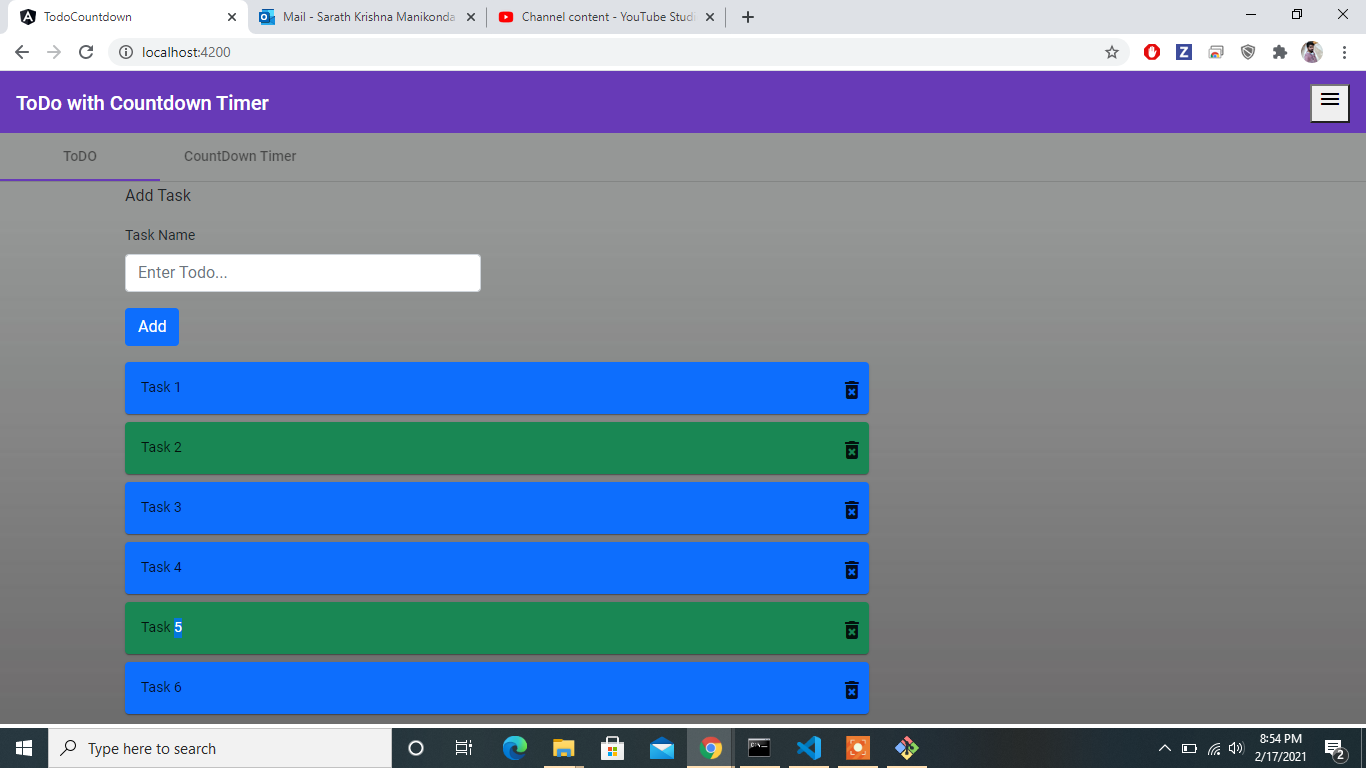 TodoCountdown
Mail - Sarath Krishna Manikonda
Channel content - YouTube Studi
localhost:4200
Z
ToDo with Countdown Timer
ToDO
CountDown Timer
Add Task
Task Name
Enter Todo...
Add
Task 1
Task 2
Task 3
Task 4
Task 5
Task 6
Type here to search
8:54 PM
2/17/2021
2